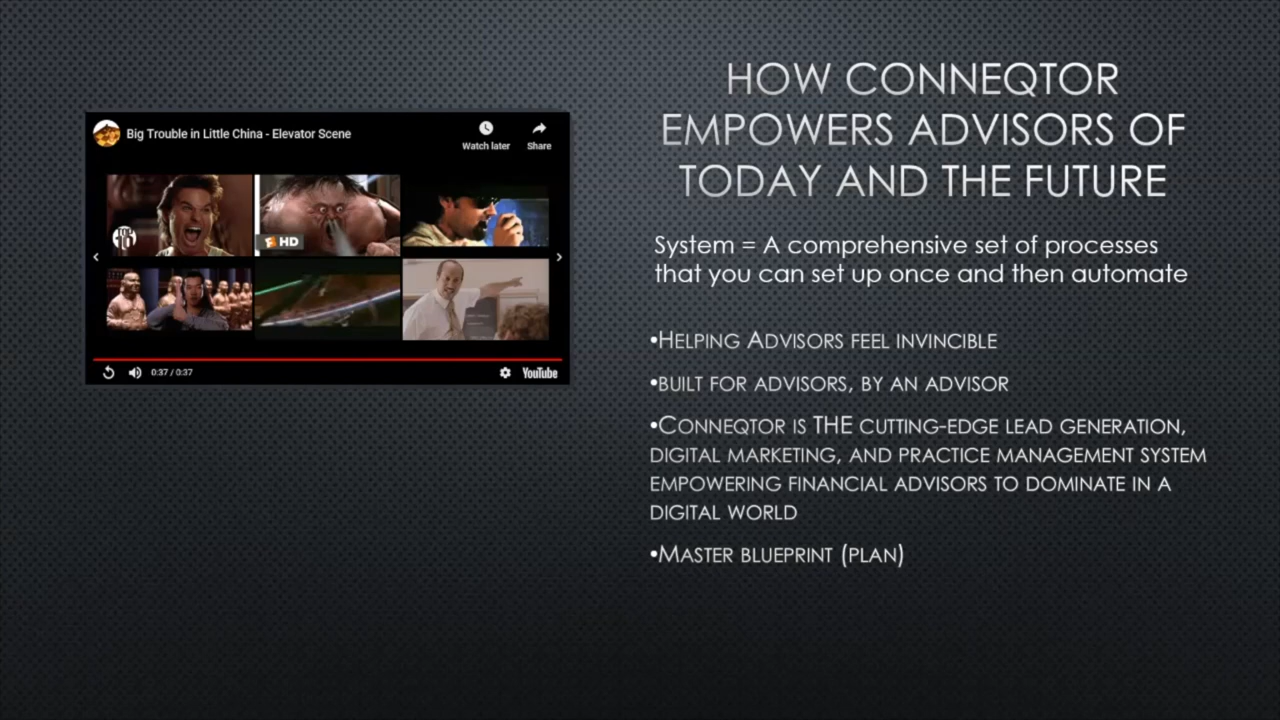 Big Trouble in Little China - Elevator Scene
Watch later
Share
TOP
10
F HD
0:37 / 0:37
YouTube
HOW CONNEQTOR
EMPOWERS ADVISORS OF
TODAY AND THE FUTURE
System = A comprehensive set of processes
that you can set up once and then automate
•HELPING ADVISORS FEEL INVINCIBLE
•BUILT FOR ADVISORS, BY AN ADVISOR
•CONNEQTOR IS THE CUTTING-EDGE LEAD GENERATION,
DIGITAL MARKETING, AND PRACTICE MANAGEMENT SYSTEM
EMPOWERING FINANCIAL ADVISORS TO DOMINATE IN A
DIGITAL WORLD
•MASTER BLUEPRINT (PLAN)